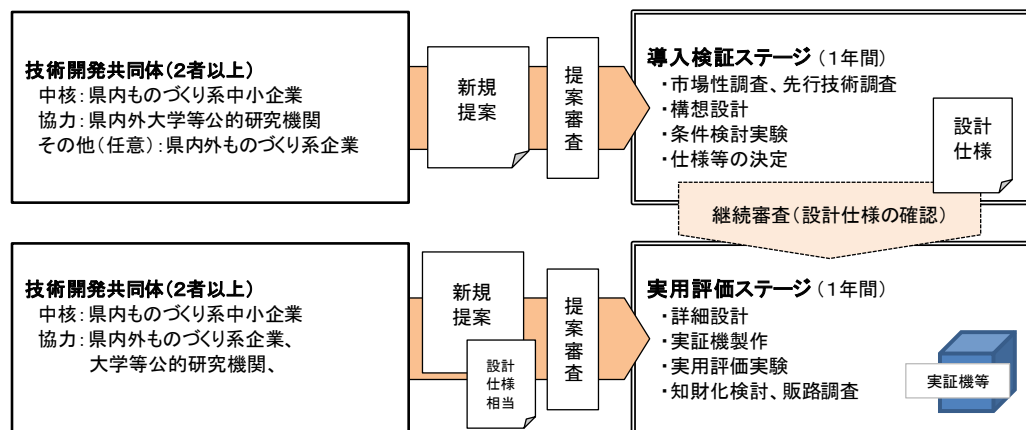 技術開発共同体(2者以上)
中核：県内ものづくり系中小企業
協力：県内外大学等公的研究機関
その他（任意）：県内外ものづくり系企業
新規
提案
提案審査
導入検証ステージ（1年間）
・市場性調査、先行技術調査
・構想設計
・条件検討実験
・仕様等の決定
設計
仕様
継続審査（設計仕様の確認）
技術開発共同体(2者以上)
中核：県内ものづくり系中小企業
協力：県内外ものづくり系企業、
大学等公的研究機関、
新規
提案
設計
仕様
相当
提案審査
実用評価ステージ（1年間）
・詳細設計
・実証機製作
・実用評価実験
・知財化検討、販路調査
実証機等